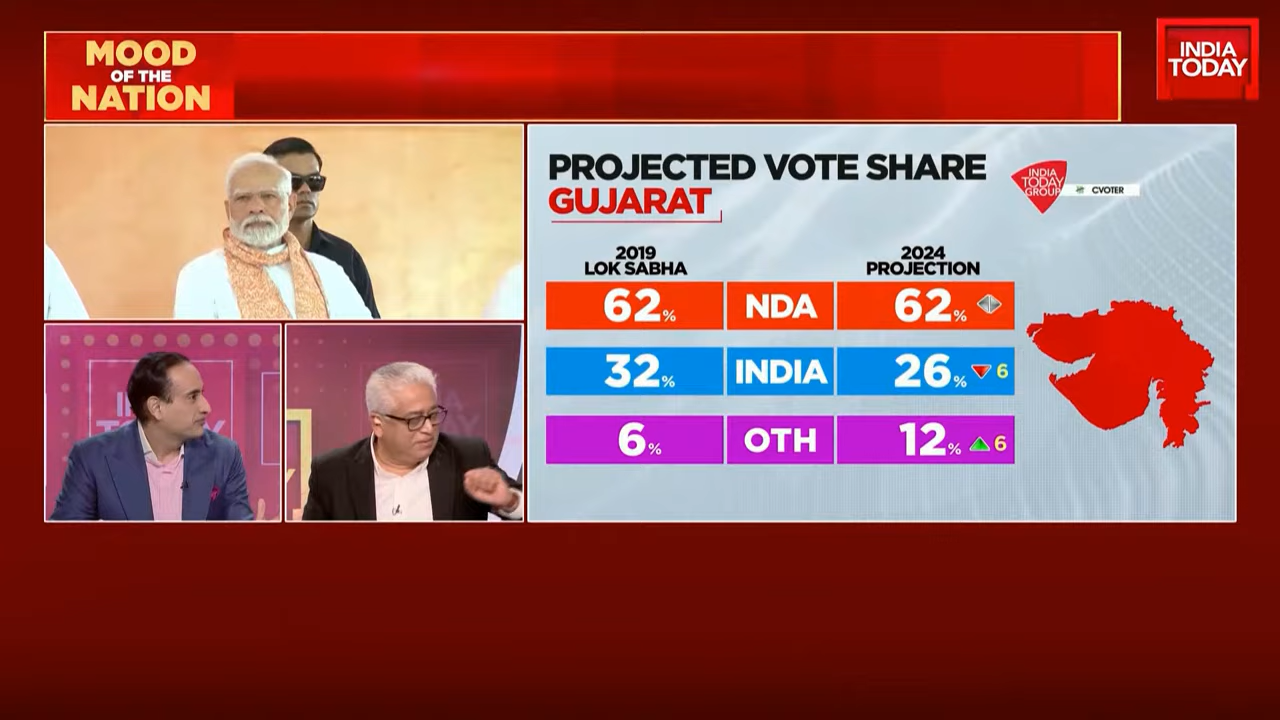 MOOD
OF THE
NATION
INDIA
TODAY
PROJECTED VOTE SHARE
GUJARAT
INDIA
TODAY
GROUP
CVOTER
2019
LOK SABHA
2024
PROJECTION
62% NDA 62%
32% INDIA 26% 6
6% OTH 12% 6